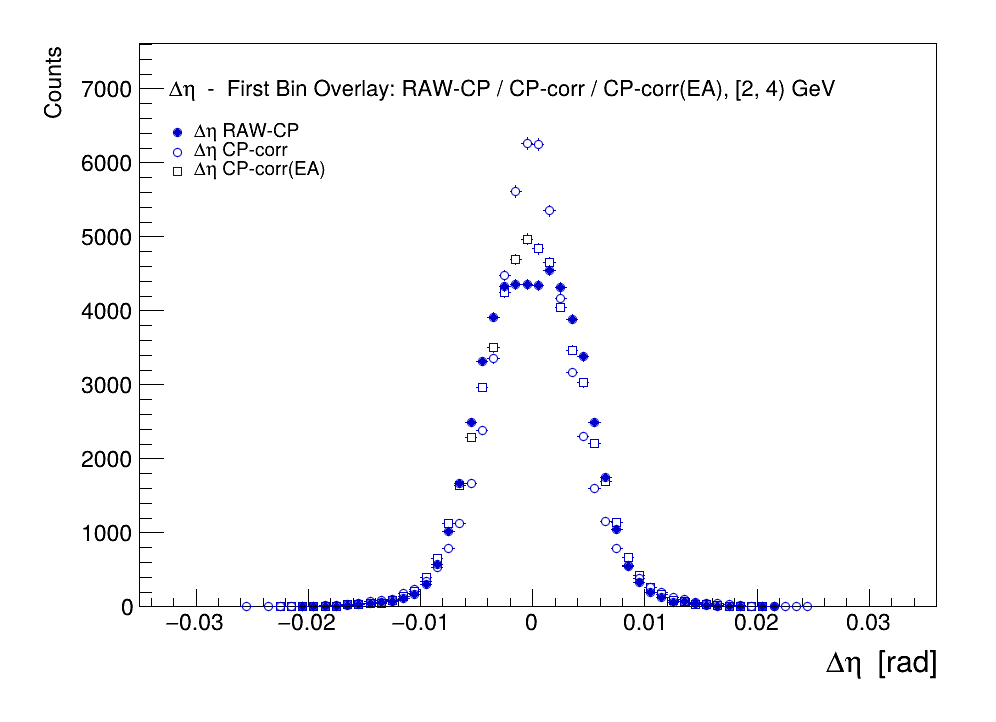 Counts
Δη - First Bin Overlay: RAW-CP / CP-corr / CP-corr(EA), [2, 4) GeV
Δη RAW-CP
Δη CP-corr
Δη CP-corr(EA)
7000
6000
5000
4000
3000
2000
1000
0
−0.03 −0.02 −0.01 0 0.01 0.02 0.03
Δη [rad]